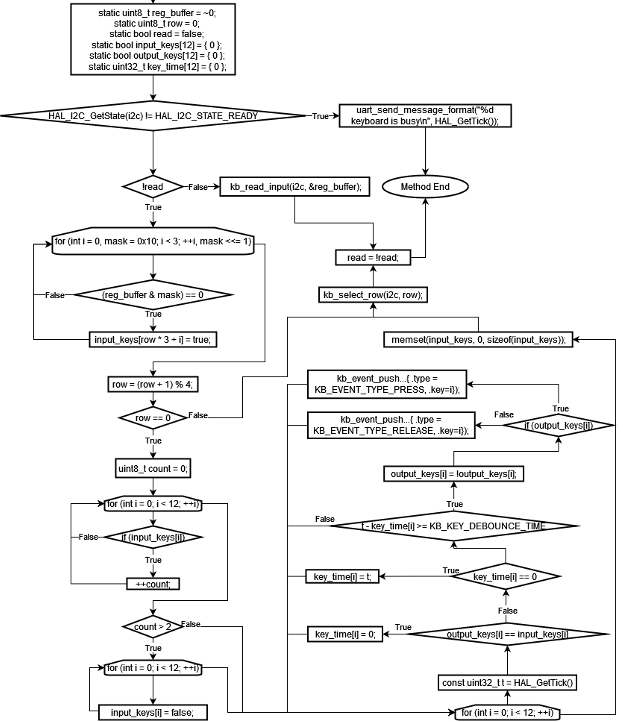 static uint8_t reg_buffer = ~0;
static uint8_t row = 0;
static bool read = false;
static bool input_keys[12] = { 0 };
static bool output_keys[12] = { 0 };
static uint32_t key_time[12] = { 0 };
HAL_I2C_GetState(i2c) != HAL_I2C_STATE_READY
True
uart_send_message_format("%d
keyboard is busy\n", HAL_GetTick());
Method End
!read
False
kb_read_input(i2c, &reg_buffer);
True
for (int i = 0, mask = 0x10; i < 3; ++i, mask <<= 1)
read = !read;
(reg_buffer & mask) == 0
False
True
kb_select_row(i2c, row);
input_keys[row * 3 + i] = true;
memset(input_keys, 0, sizeof(input_keys));
row = (row + 1) % 4;
kb_event_push...{ .type =
KB_EVENT_TYPE_PRESS, .key=i});
True
row == 0
False
kb_event_push...{ .type =
KB_EVENT_TYPE_RELEASE, .key=i});
False
if (output_keys[i])
True
uint8_t count = 0;
output_keys[i] = !output_keys[i];
for (int i = 0; i < 12; ++i)
True
False
t - key_time[i] >= KB_KEY_DEBOUNCE_TIME
False
if (input_keys[i])
True
++count;
key_time[i] = t;
True
key_time[i] == 0
False
count > 2
False
key_time[i] = 0;
True
output_keys[i] == input_keys[i]
True
for (int i = 0; i < 12; ++i)
const uint32_t t = HAL_GetTick()
input_keys[i] = false;
for (int i = 0; i < 12; ++i)